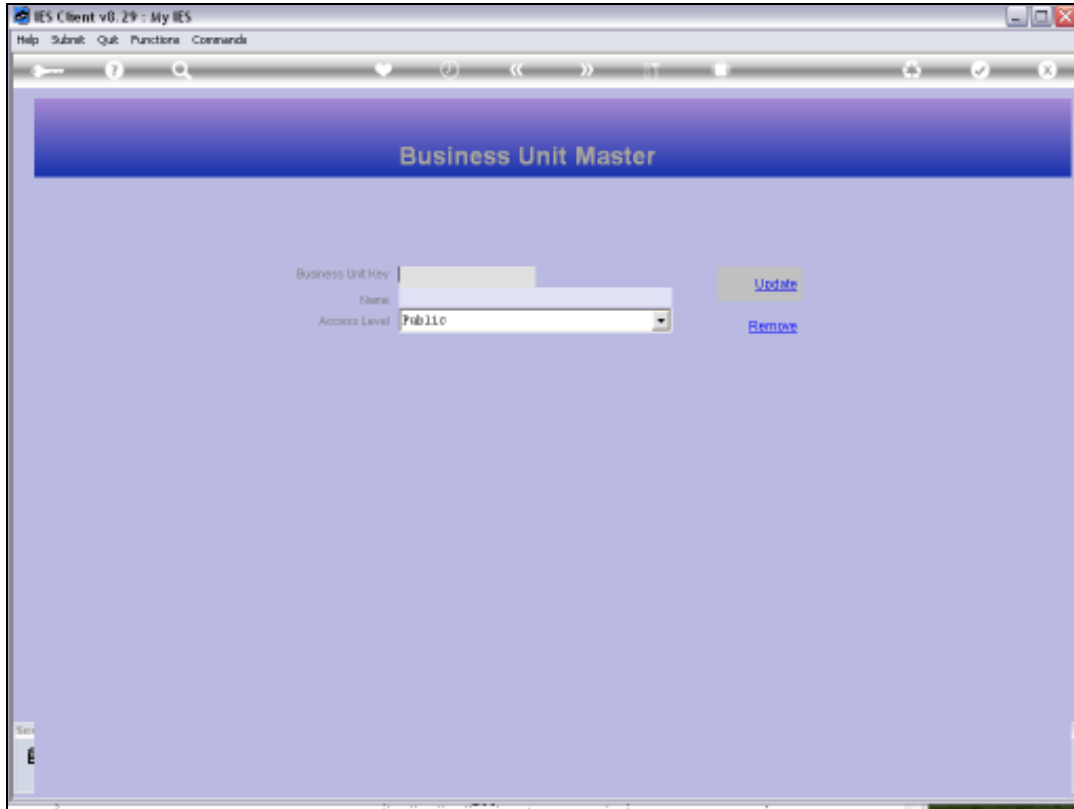 IES Client v0.29 : My IES
Help Submit Quit Functions Commands
Business Unit Master
Business Unit Key
Update
Name
Access Level Public
Remove